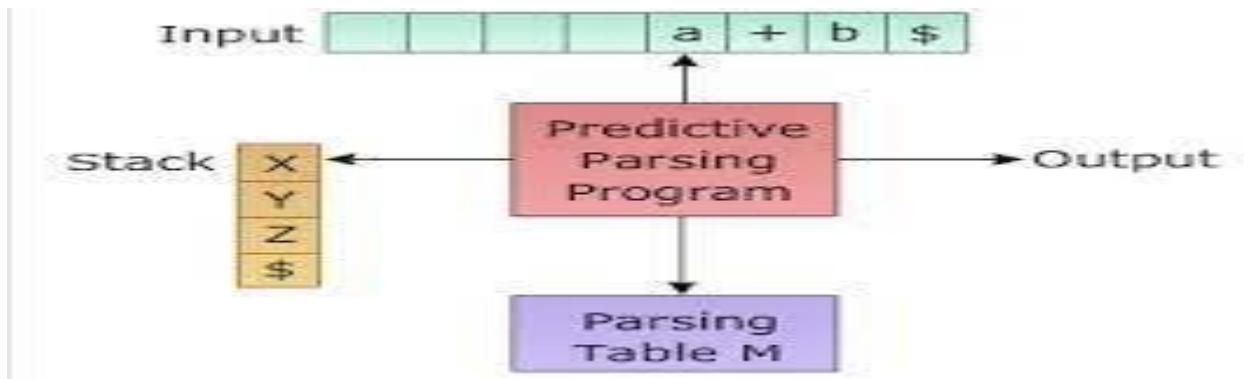 Input a + b $
Predictive
Parsing
Program
Stack X
Y
Z
$
Output
Parsing
Table M